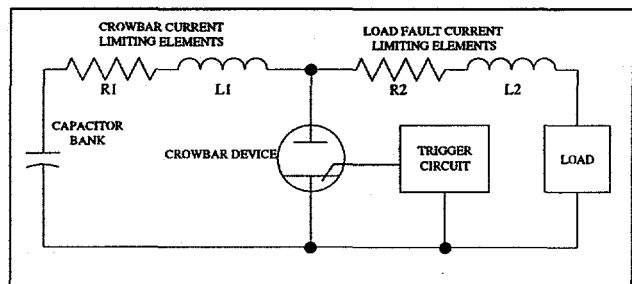 CROWBAR CURRENT
LIMITING ELEMENTS
LOAD FAULT CURRENT
LIMITING ELEMENTS
R1
L1
R2
L2
CAPACITOR
BANK
CROWBAR DEVICE
TRIGGER
CIRCUIT
LOAD